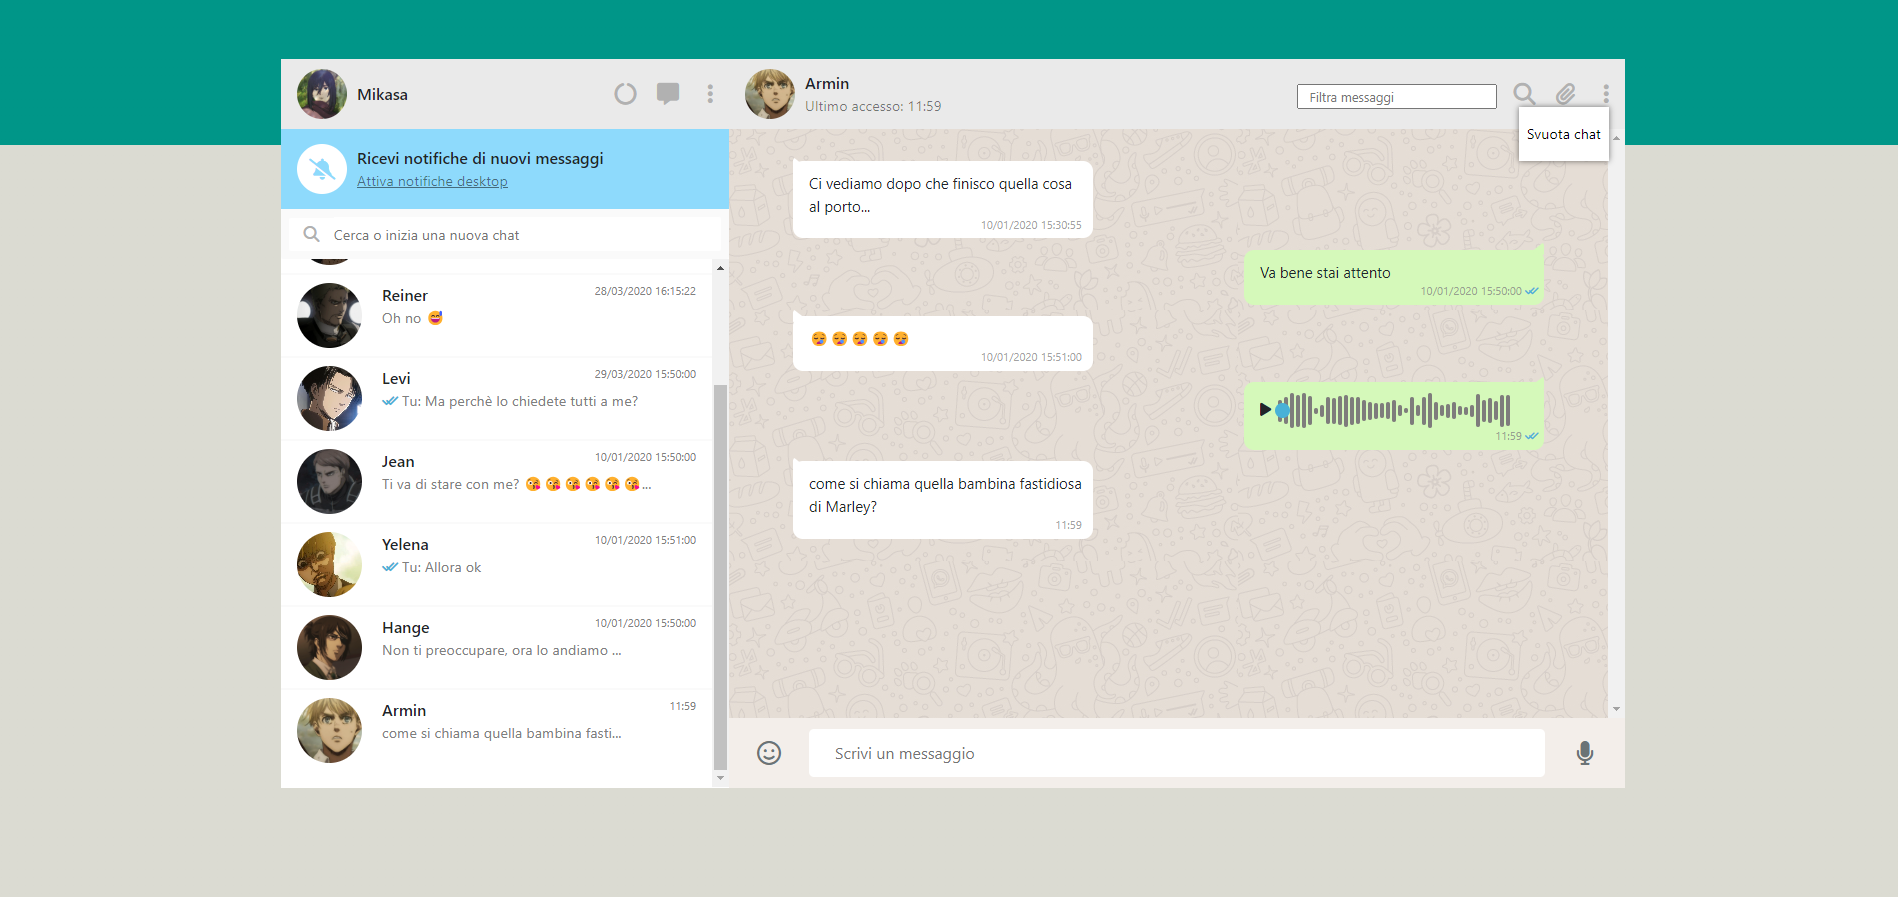 Mikasa
Ricevi notifiche di nuovi messaggi
Attiva notifiche desktop
Cerca o inizia una nuova chat
Reiner
28/03/2020 16:15:22
Oh no 😅
Levi
29/03/2020 15:50:00
Tu: Ma perchè lo chiedete tutti a me?
Jean
10/01/2020 15:50:00
Ti va di stare con me? 😘😘😘😘😘😘...
Yelena
10/01/2020 15:51:00
Tu: Allora ok
Hange
10/01/2020 15:50:00
Non ti preoccupare, ora lo andiamo ...
Armin
11:59
come si chiama quella bambina fasti...
Armin
Ultimo accesso: 11:59
Filtra messaggi
Svuota chat
Ci vediamo dopo che finisco quella cosa
al porto...
10/01/2020 15:30:55
Va bene stai attento
10/01/2020 15:50:00
😪😪😪😪😪
10/01/2020 15:51:00
11:59
come si chiama quella bambina fastidiosa
di Marley?
11:59
Scrivi un messaggio